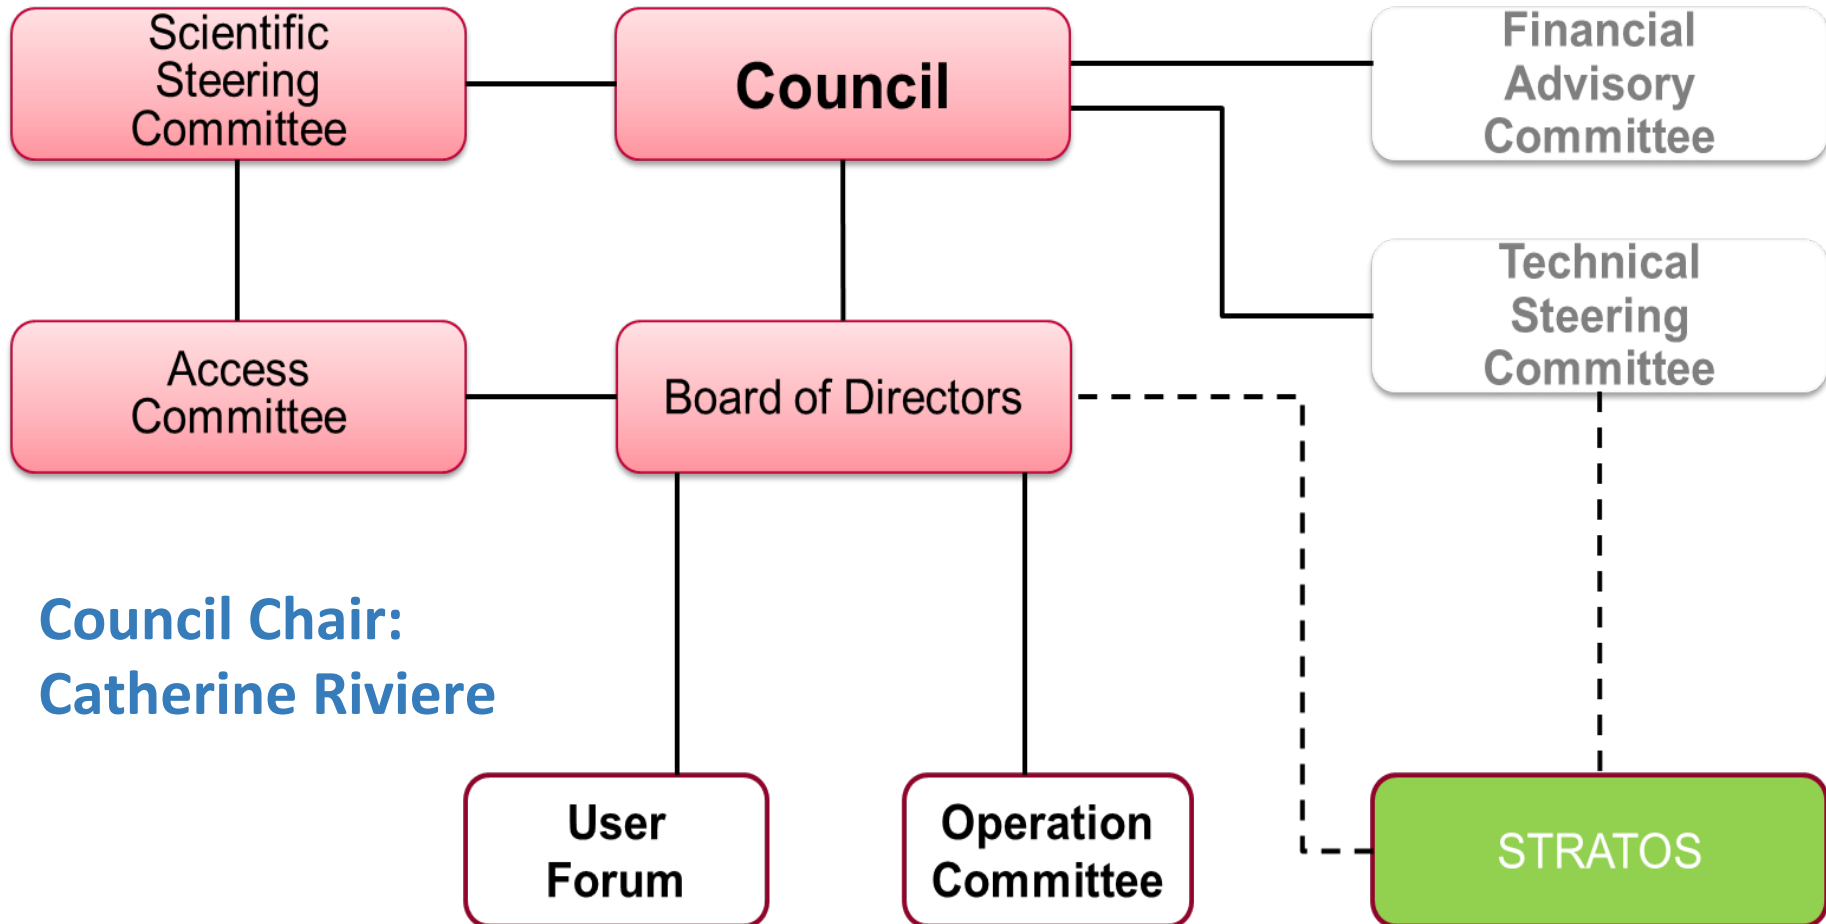 Scientific
Steering
Committee
Council
Financial
Advisory
Committee
Technical
Steering
Committee
Access
Committee
Board of Directors
Council Chair:
Catherine Riviere
User
Forum
Operation
Committee
STRATOS